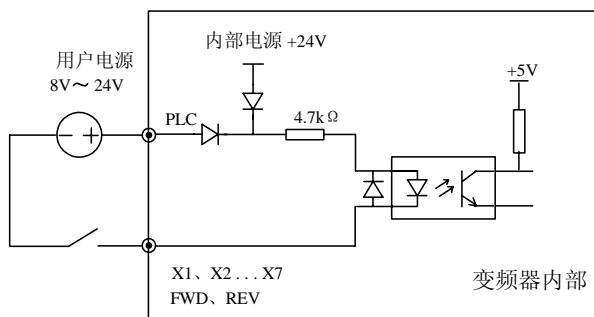 内部电源 +24V
用户电源
8V～24V
+5V
PLC
4.7kΩ
- +
X1、X2 . . . X7
FWD、REV
变频器内部